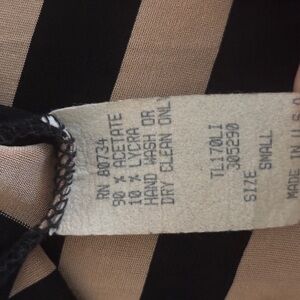 RN 80734
90 % ACETATE
10 % LYCRA
HAND WASH OR
DRY CLEAN ONLY
TL170LI
305290
SIZE SMALL
MADE IN U.S.A